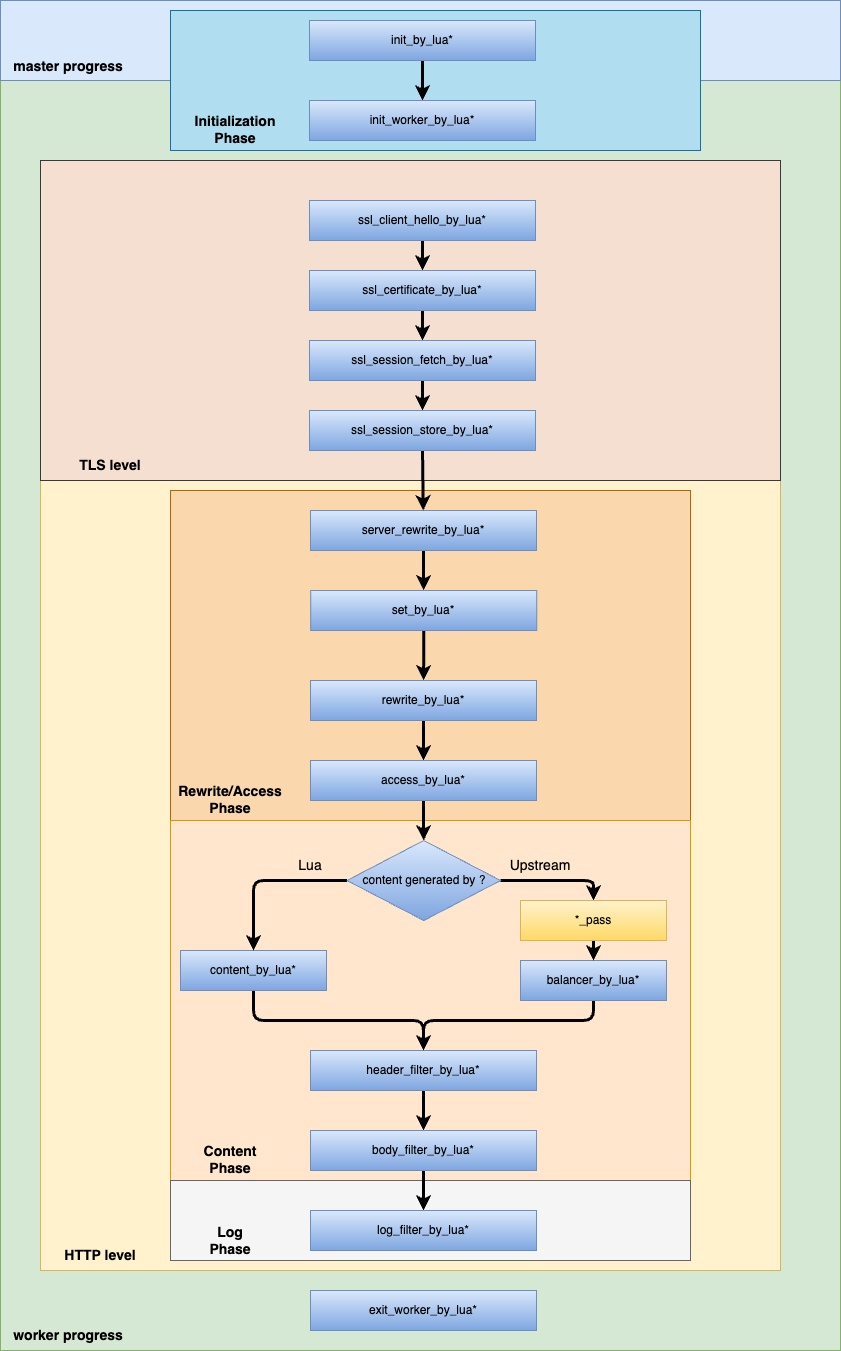 init_by_lua*
master progress
Initialization
Phase
init_worker_by_lua*
ssl_client_hello_by_lua*
ssl_certificate_by_lua*
ssl_session_fetch_by_lua*
ssl_session_store_by_lua*
TLS level
server_rewrite_by_lua*
set_by_lua*
rewrite_by_lua*
access_by_lua*
Rewrite/Access
Phase
Lua
content generated by ?
Upstream
*_pass
content_by_lua*
balancer_by_lua*
header_filter_by_lua*
body_filter_by_lua*
Content
Phase
log_filter_by_lua*
Log
Phase
HTTP level
exit_worker_by_lua*
worker progress